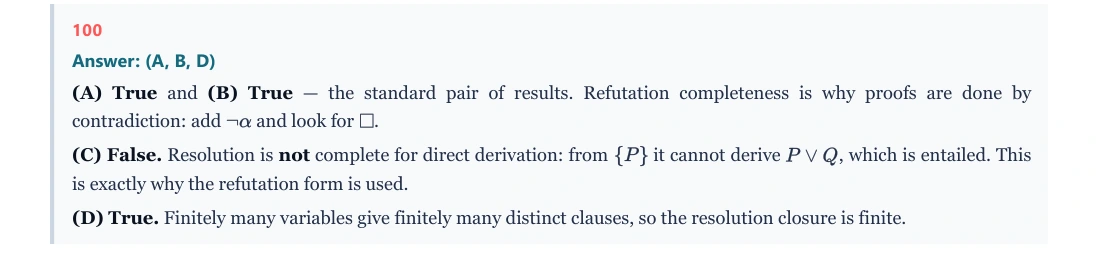 100
Answer: (A, B, D)
(A) True and (B) True — the standard pair of results. Refutation completeness is why proofs are done by
contradiction: add ¬α and look for □.
(C) False. Resolution is not complete for direct derivation: from {P} it cannot derive P ∨ Q, which is entailed. This
is exactly why the refutation form is used.
(D) True. Finitely many variables give finitely many distinct clauses, so the resolution closure is finite.